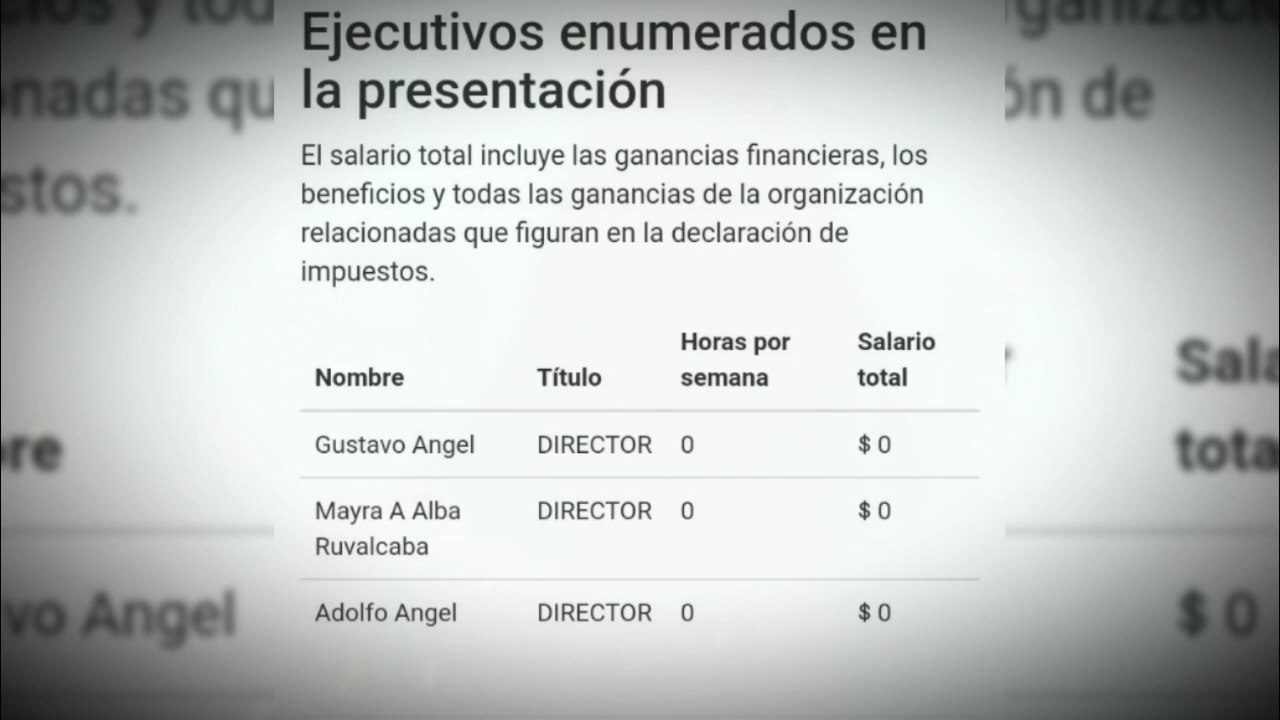 Ejecutivos enumerados en
la presentación
El salario total incluye las ganancias financieras, los
beneficios y todas las ganancias de la organización
relacionadas que figuran en la declaración de
impuestos.
Nombre Título Horas por semana Salario total
Gustavo Angel DIRECTOR 0 $ 0
Mayra A Alba Ruvalcaba DIRECTOR 0 $ 0
Adolfo Angel DIRECTOR 0 $ 0